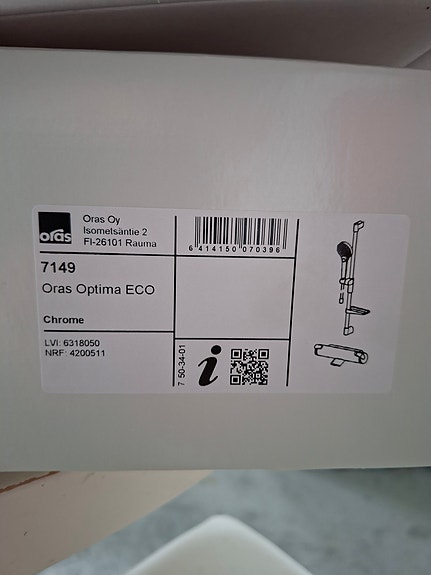 oras
Oras Oy
Isometsäntie 2
FI-26101 Rauma
6 414150 070396
7149
Oras Optima ECO
Chrome
LVI: 6318050
NRF: 4200511
7 50-34-01
i